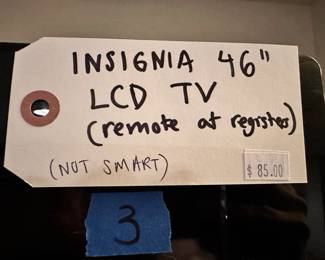 INSIGNIA 46"
LCD TV
(remote at register)
(NOT SMART)
$ 85.00
3